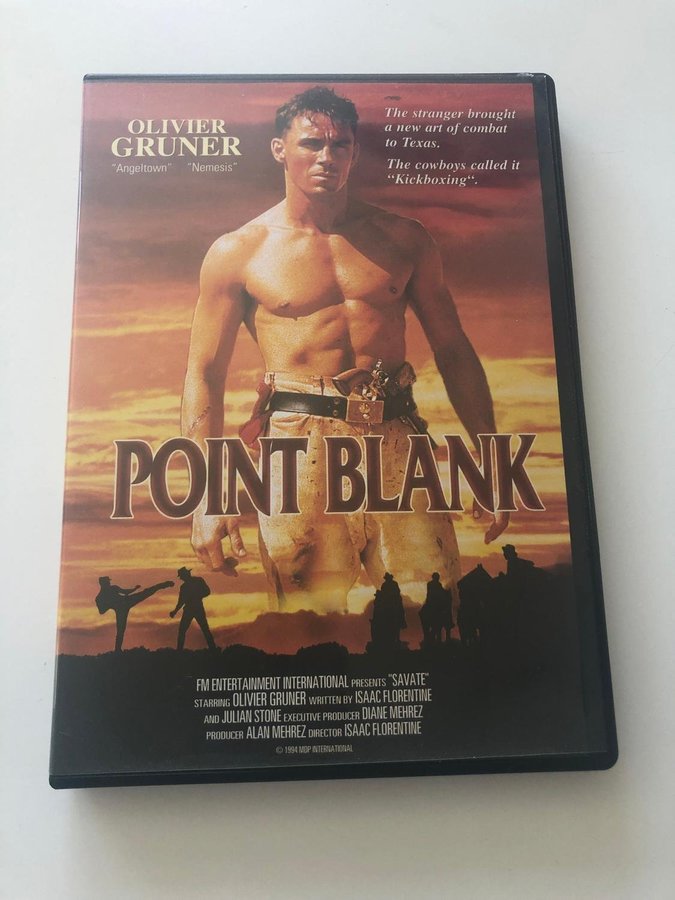 OLIVIER
GRUNER
"Angeltown" "Nemesis"
The stranger brought
a new art of combat
to Texas.
The cowboys called it
“Kickboxing“.
POINT BLANK
FM ENTERTAINMENT INTERNATIONAL PRESENTS "SAVATE"
STARRING OLIVIER GRUNER WRITTEN BY ISAAC FLORENTINE
AND JULIAN STONE EXECUTIVE PRODUCER DIANE MEHREZ
PRODUCER ALAN MEHREZ DIRECTOR ISAAC FLORENTINE
© 1994 MDP INTERNATIONAL